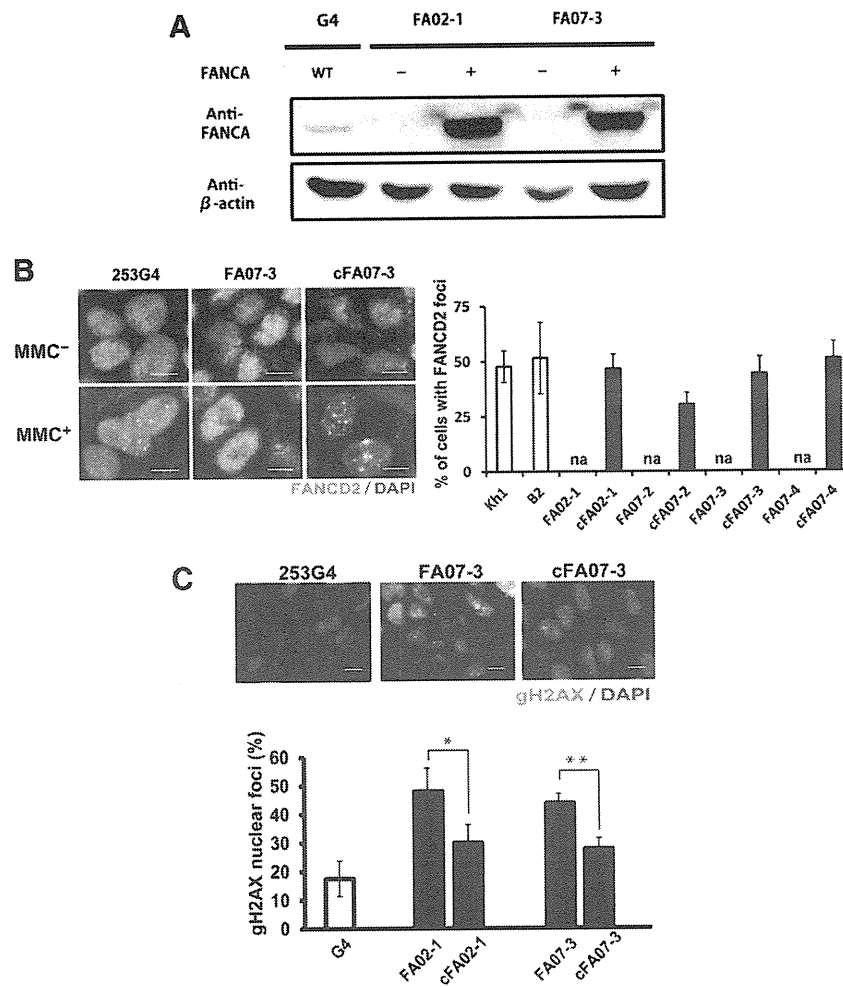 A
G4 FA02-1 FA07-3
FANCA WT – + – +
Anti-
FANCA
Anti-
β-actin
B
253G4 FA07-3 cFA07-3
MMC⁻
MMC⁺
FANCD2 / DAPI
% of cells with FANCD2 foci
75
50
25
0
na na na na
Kh1 B2 FA02-1 cFA02-1 FA07-2 cFA07-2 FA07-3 cFA07-3 FA07-4 cFA07-4
C
253G4 FA07-3 cFA07-3
gH2AX / DAPI
gH2AX nuclear foci (%)
60
50
40
30
20
10
0
* **
G4 FA02-1 cFA02-1 FA07-3 cFA07-3